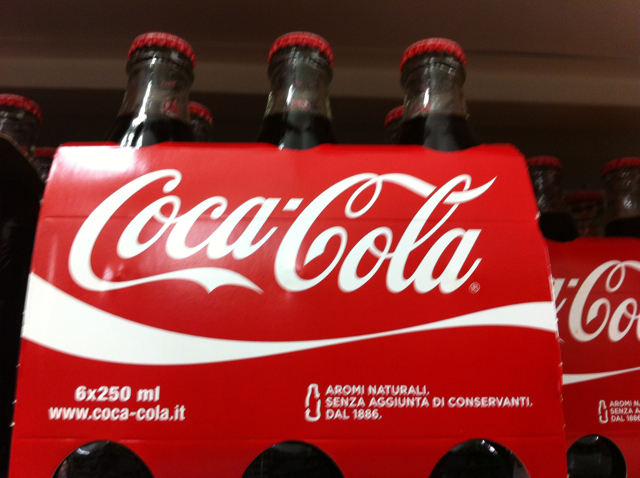 Coca-Cola
®
6x250 ml
www.coca-cola.it
AROMI NATURALI.
SENZA AGGIUNTA DI CONSERVANTI.
DAL 1886.